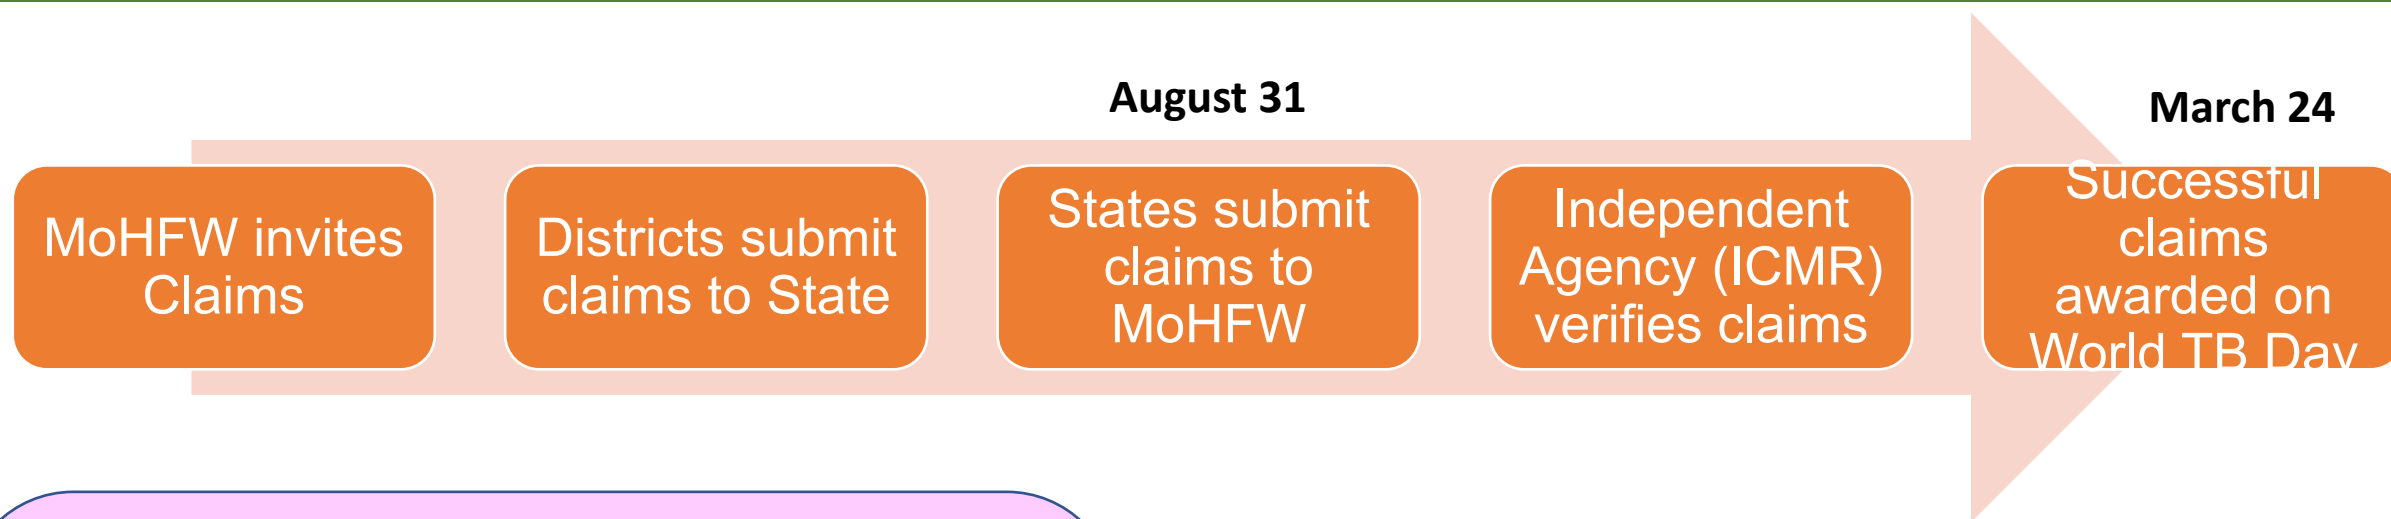 August 31
March 24
MoHFW invites
Claims
Districts submit
claims to State
States submit
claims to
MoHFW
Independent
Agency (ICMR)
verifies claims
Successful
claims
awarded on
World TB Day